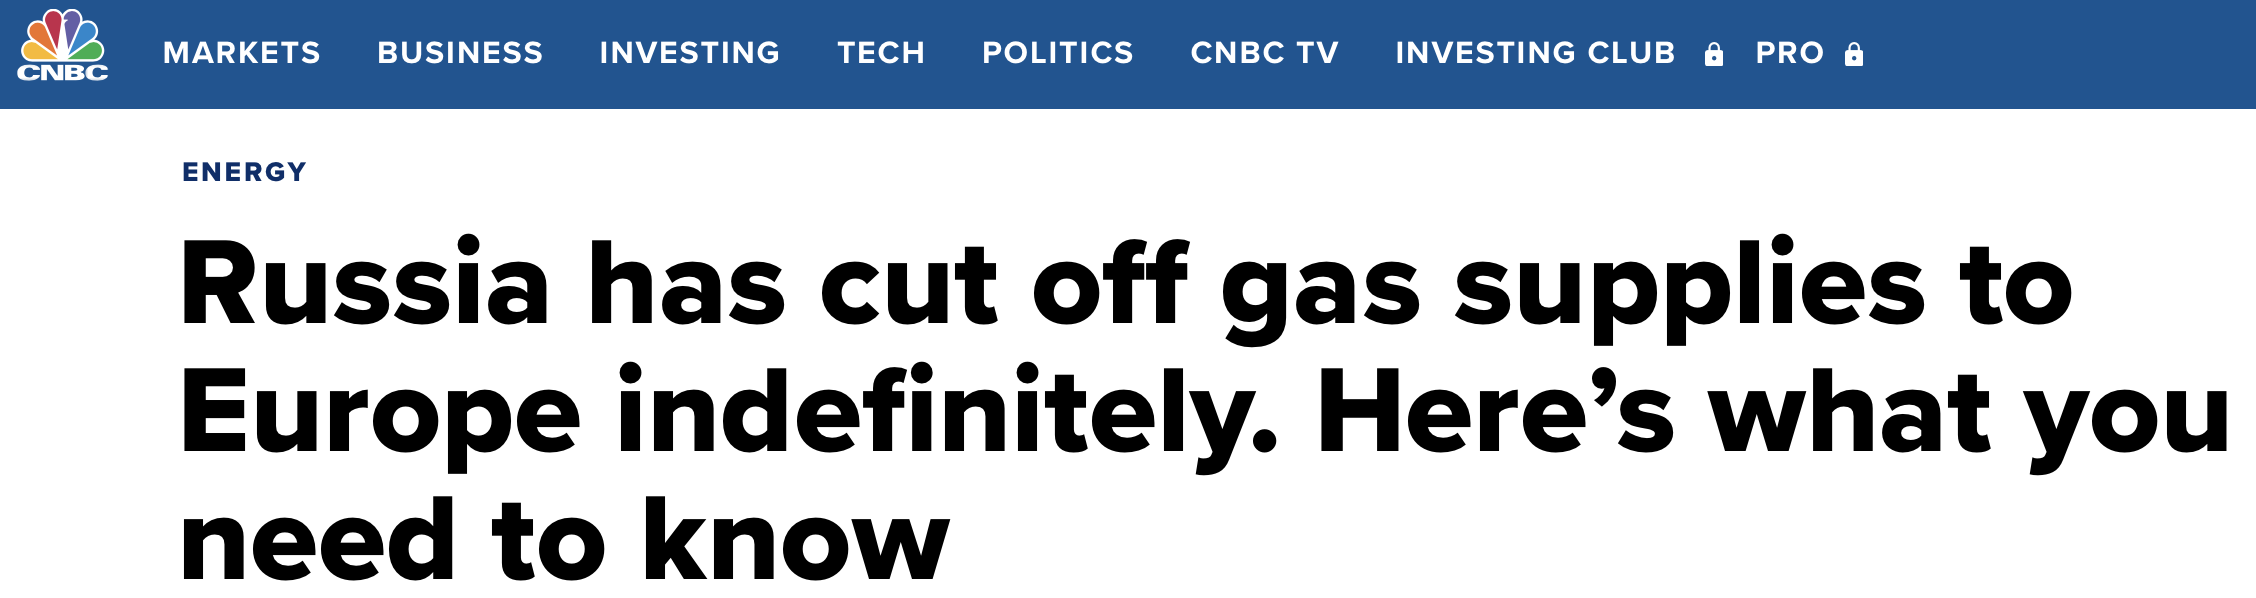 CNBC
MARKETS BUSINESS INVESTING TECH POLITICS CNBC TV INVESTING CLUB PRO
ENERGY
Russia has cut off gas supplies to
Europe indefinitely. Here’s what you
need to know